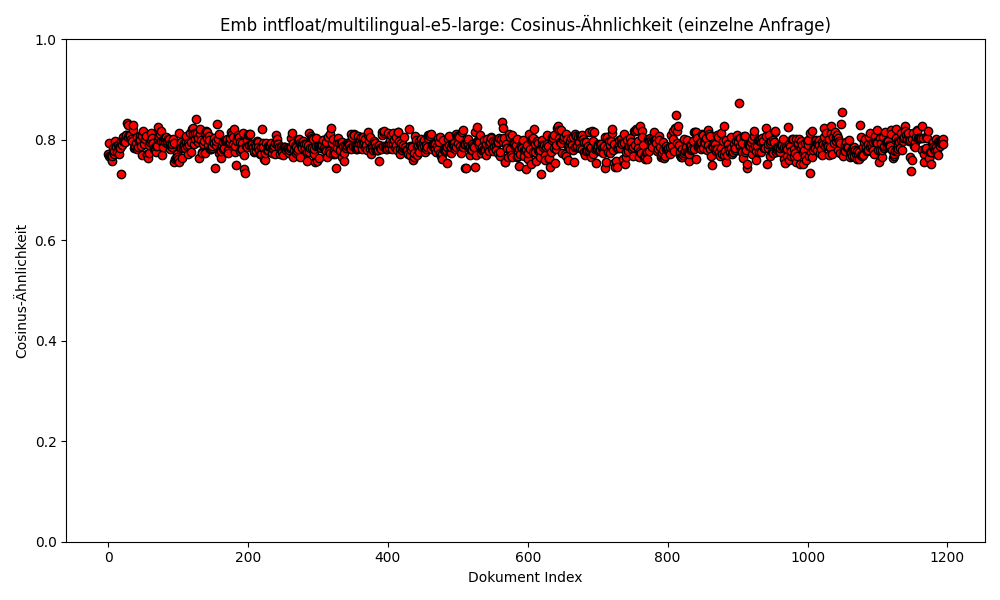 Emb intfloat/multilingual-e5-large: Cosinus-Ähnlichkeit (einzelne Anfrage)
1.0
0.8
0.6
0.4
0.2
0.0
Cosinus-Ähnlichkeit
0 200 400 600 800 1000 1200
Dokument Index